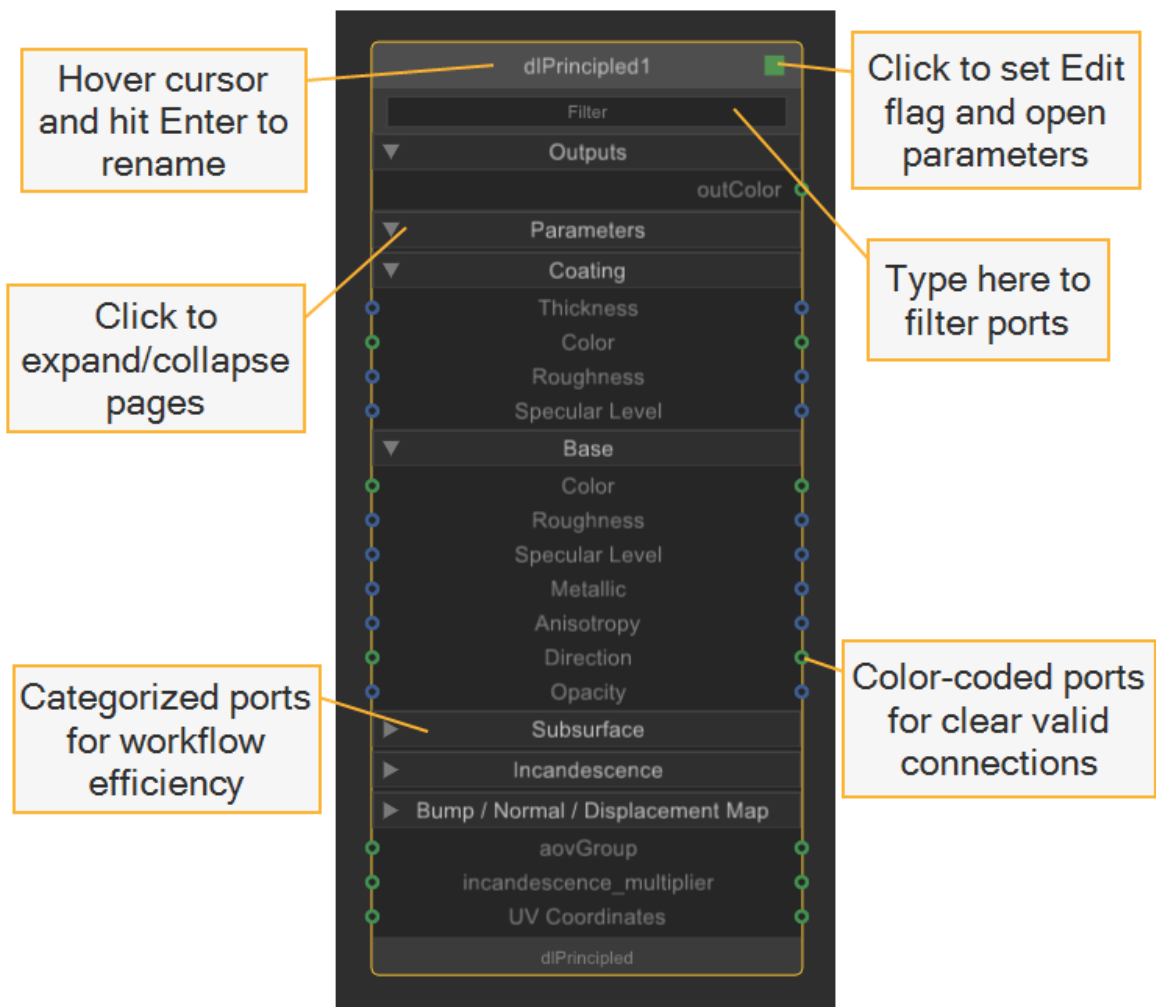 Hover cursor
and hit Enter to
rename
dlPrincipled1
Click to set Edit
flag and open
parameters
Filter
Outputs
outColor
Parameters
Coating
Type here to
filter ports
Click to
expand/collapse
pages
Thickness
Color
Roughness
Specular Level
Base
Color
Roughness
Specular Level
Metallic
Anisotropy
Direction
Opacity
Categorized ports
for workflow
efficiency
Color-coded ports
for clear valid
connections
Subsurface
Incandescence
Bump / Normal / Displacement Map
aovGroup
incandescence_multiplier
UV Coordinates
dlPrincipled